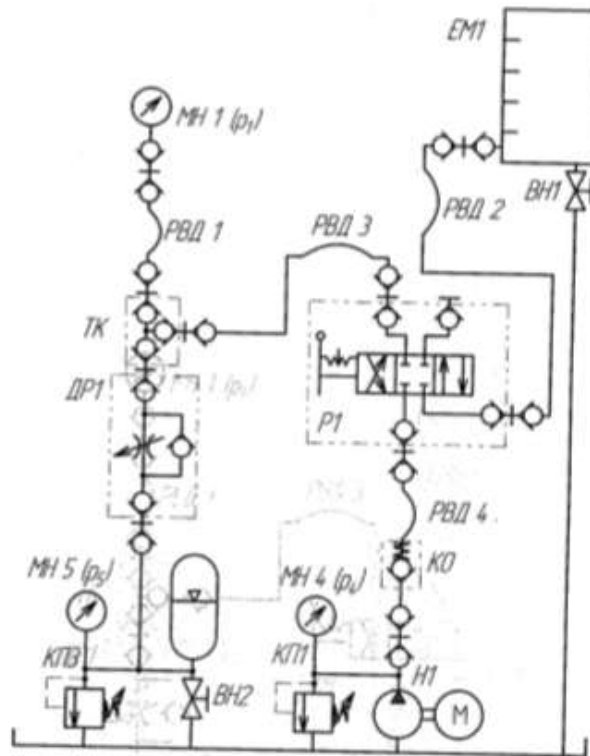 ЕМ1
МН 1 (p₁)
ВН1
РВД 2
РВД 1
РВД 3
ТК
ДР1
Р1
РВД 4
МН 5 (p₅)
МН 4 (p₄)
КО
КП3
ВН2
КП1
Н1
М